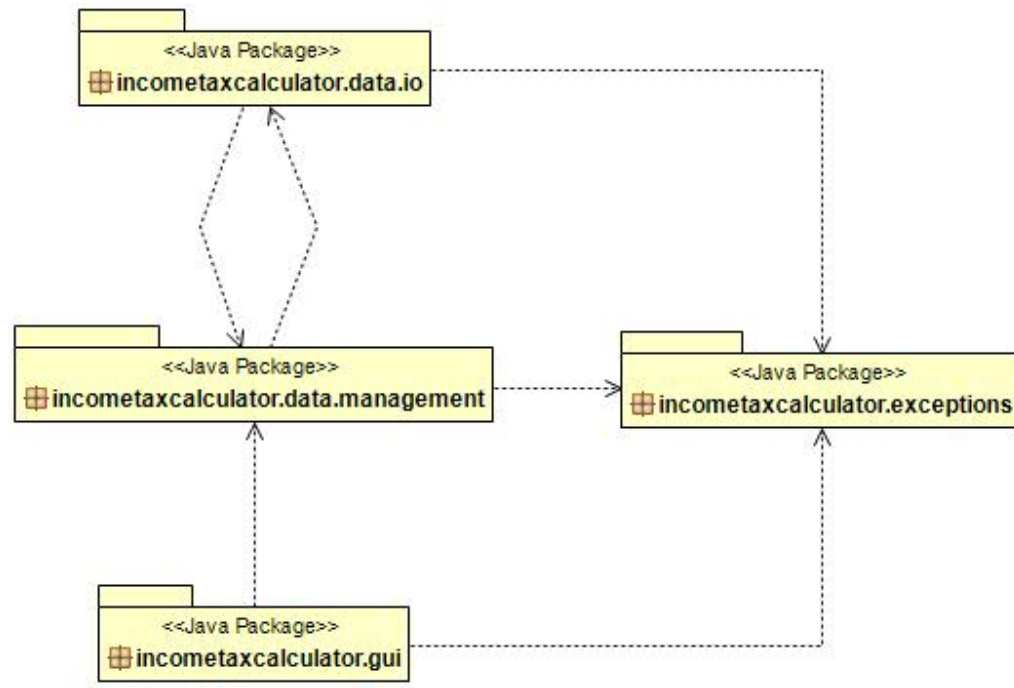 <<Java Package>>
incometaxcalculator.data.io
<<Java Package>>
incometaxcalculator.data.management
<<Java Package>>
incometaxcalculator.exceptions
<<Java Package>>
incometaxcalculator.gui